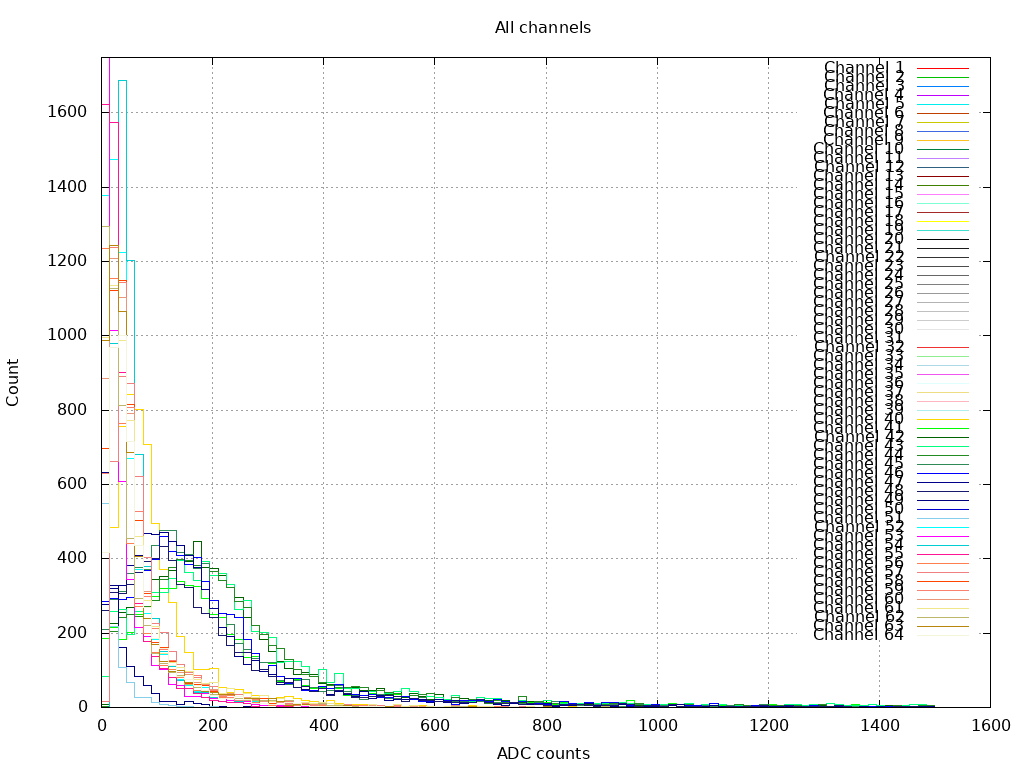 All channels
Count
1600
1400
1200
1000
800
600
400
200
0
0 200 400 600 800 1000 1200 1400 1600
ADC counts
Channel 1
Channel 2
Channel 3
Channel 4
Channel 5
Channel 6
Channel 7
Channel 8
Channel 9
Channel 10
Channel 11
Channel 12
Channel 13
Channel 14
Channel 15
Channel 16
Channel 17
Channel 18
Channel 19
Channel 20
Channel 21
Channel 22
Channel 23
Channel 24
Channel 25
Channel 26
Channel 27
Channel 28
Channel 29
Channel 30
Channel 31
Channel 32
Channel 33
Channel 34
Channel 35
Channel 36
Channel 37
Channel 38
Channel 39
Channel 40
Channel 41
Channel 42
Channel 43
Channel 44
Channel 45
Channel 46
Channel 47
Channel 48
Channel 49
Channel 50
Channel 51
Channel 52
Channel 53
Channel 54
Channel 55
Channel 56
Channel 57
Channel 58
Channel 59
Channel 60
Channel 61
Channel 62
Channel 63
Channel 64